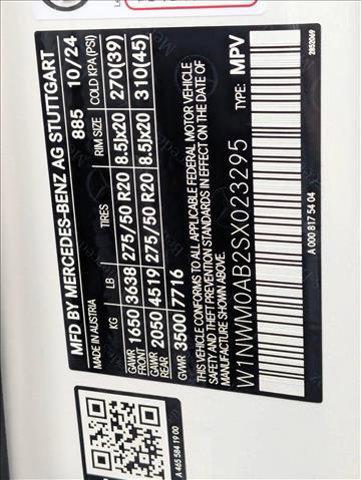 MFD BY MERCEDES-BENZ AG STUTTGART
MADE IN AUSTRIA 885 10/24
KG LB TIRES RIM SIZE COLD KPA(PSI)
GAWR FRONT 1650 3638 275/50 R20 8.5Jx20 270(39)
GAWR REAR 2050 4519 275/50 R20 8.5Jx20 310(45)
GVWR 3500 7716
THIS VEHICLE CONFORMS TO ALL APPLICABLE FEDERAL MOTOR VEHICLE
SAFETY AND THEFT PREVENTION STANDARDS IN EFFECT ON THE DATE OF
MANUFACTURE SHOWN ABOVE.
W1NWM0AB2SX023295 TYPE: MPV
A 000 817 54 04
2852069
A 465 584 19 00